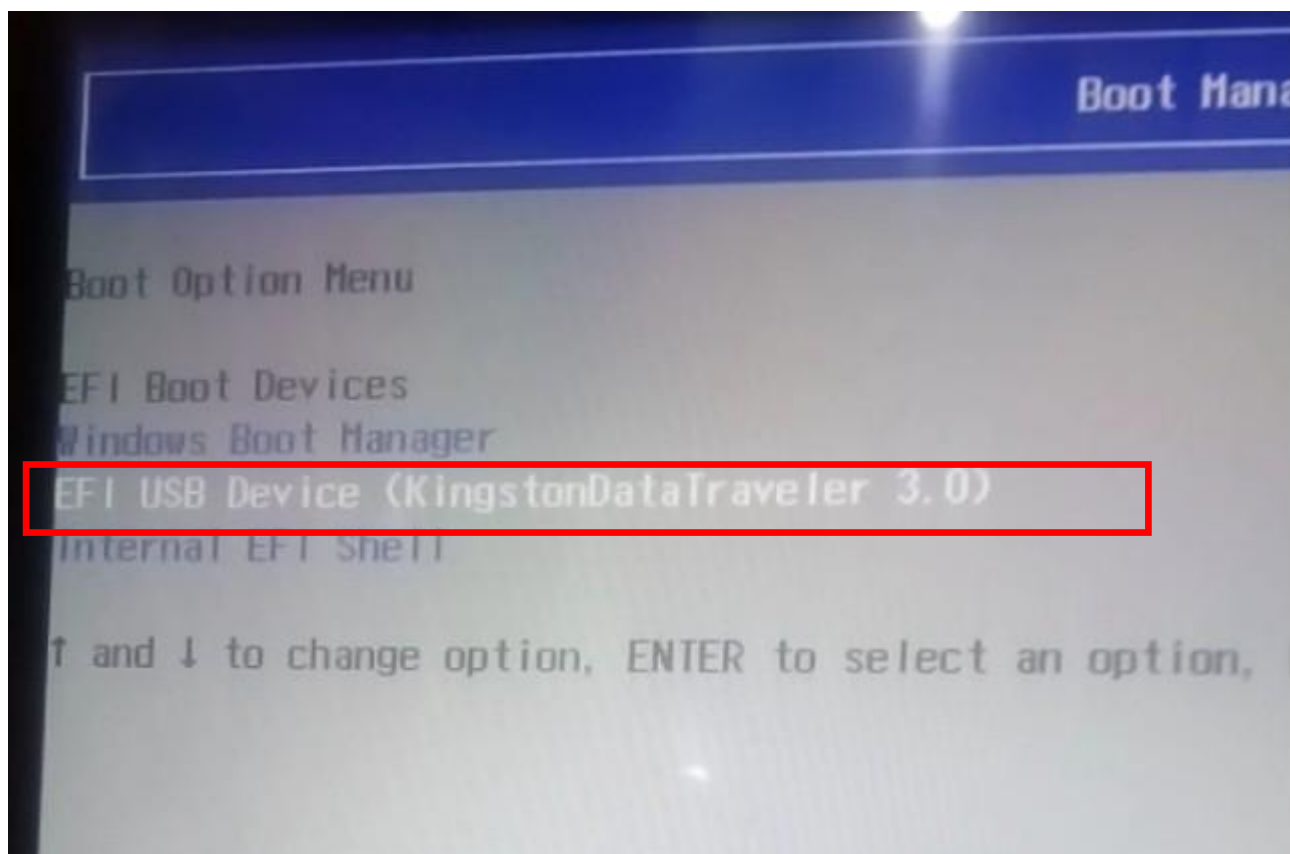 Boot
Boot Option Menu
EFI Boot Devices
Windows Boot Manager
EFI USB Device (KingstonDataTraveler 3.0)
Internal EFI Shell
↑ and ↓ to change option, ENTER to select an option,